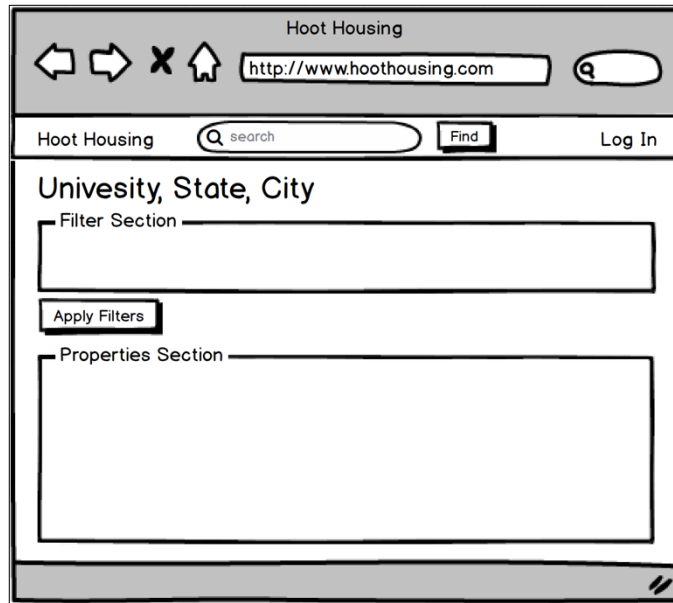 Hoot Housing
http://www.hoothousing.com
Hoot Housing search Find Log In
Univesity, State, City
Filter Section
Apply Filters
Properties Section